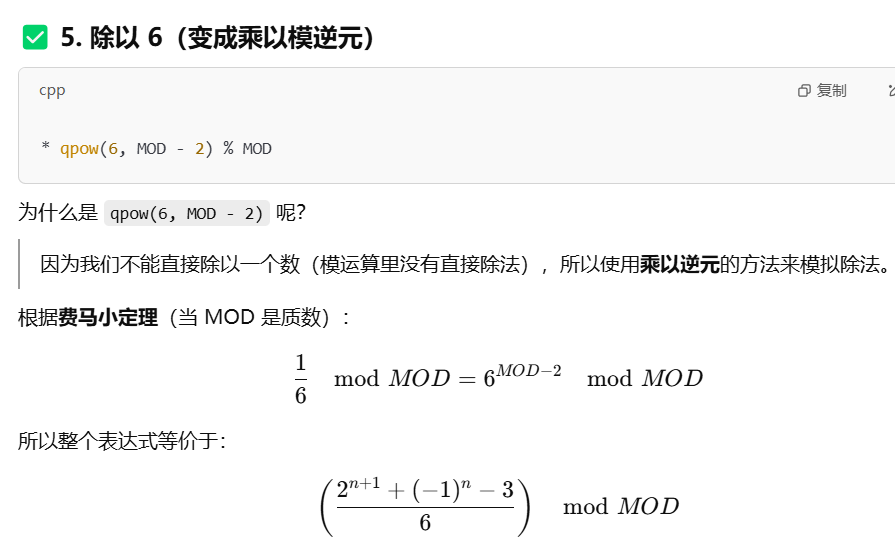 ✅ 5. 除以 6（变成乘以模逆元）
cpp 复制
* qpow(6, MOD - 2) % MOD
为什么是 qpow(6, MOD - 2) 呢？
因为我们不能直接除以一个数（模运算里没有直接除法），所以使用乘以逆元的方法来模拟除法。
根据费马小定理（当 MOD 是质数）：
\frac{1}{6} \mod MOD = 6^{MOD-2} \mod MOD
所以整个表达式等价于：
\left(\frac{2^{n+1} + (-1)^n - 3}{6}\right) \mod MOD